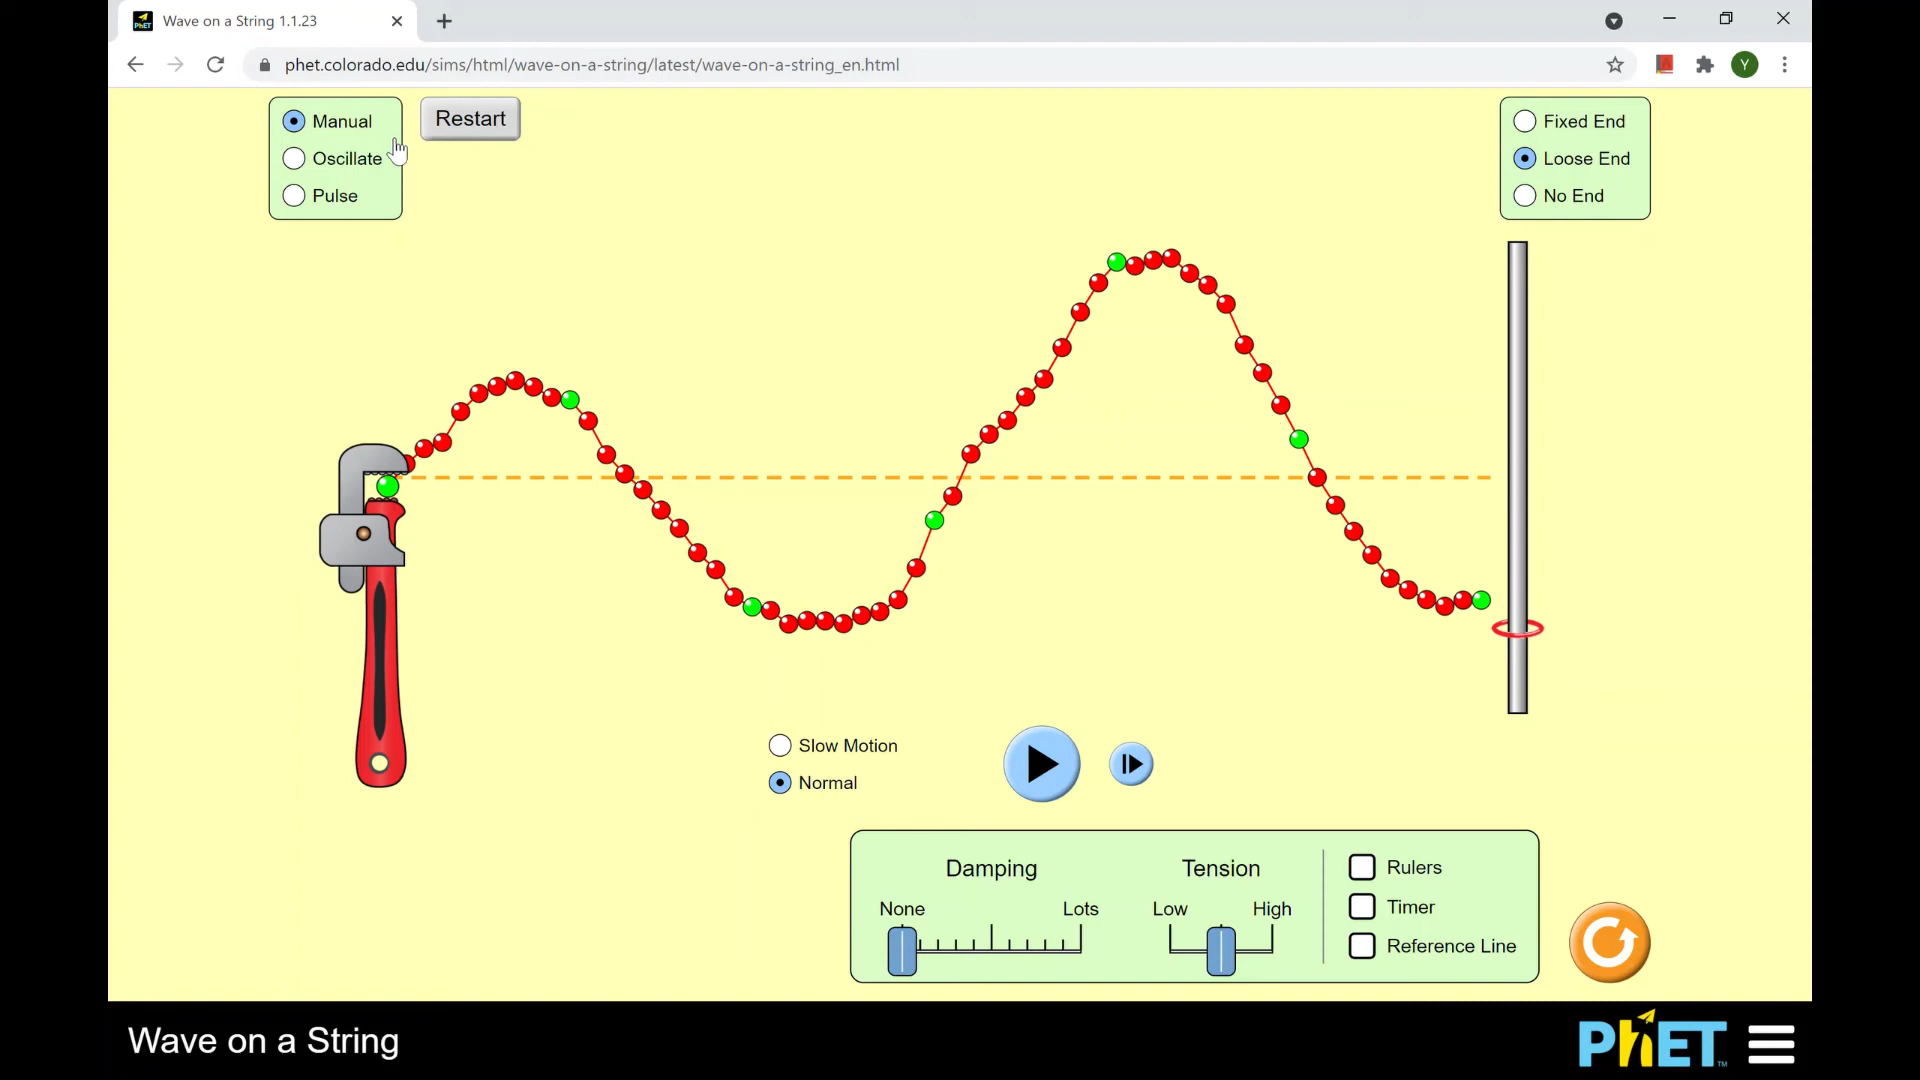 Wave on a String 1.1.23
phet.colorado.edu/sims/html/wave-on-a-string/latest/wave-on-a-string_en.html
Y
Manual
Oscillate
Pulse
Restart
Fixed End
Loose End
No End
Slow Motion
Normal
Damping
None
Lots
Tension
Low
High
Rulers
Timer
Reference Line
Wave on a String
PhET™